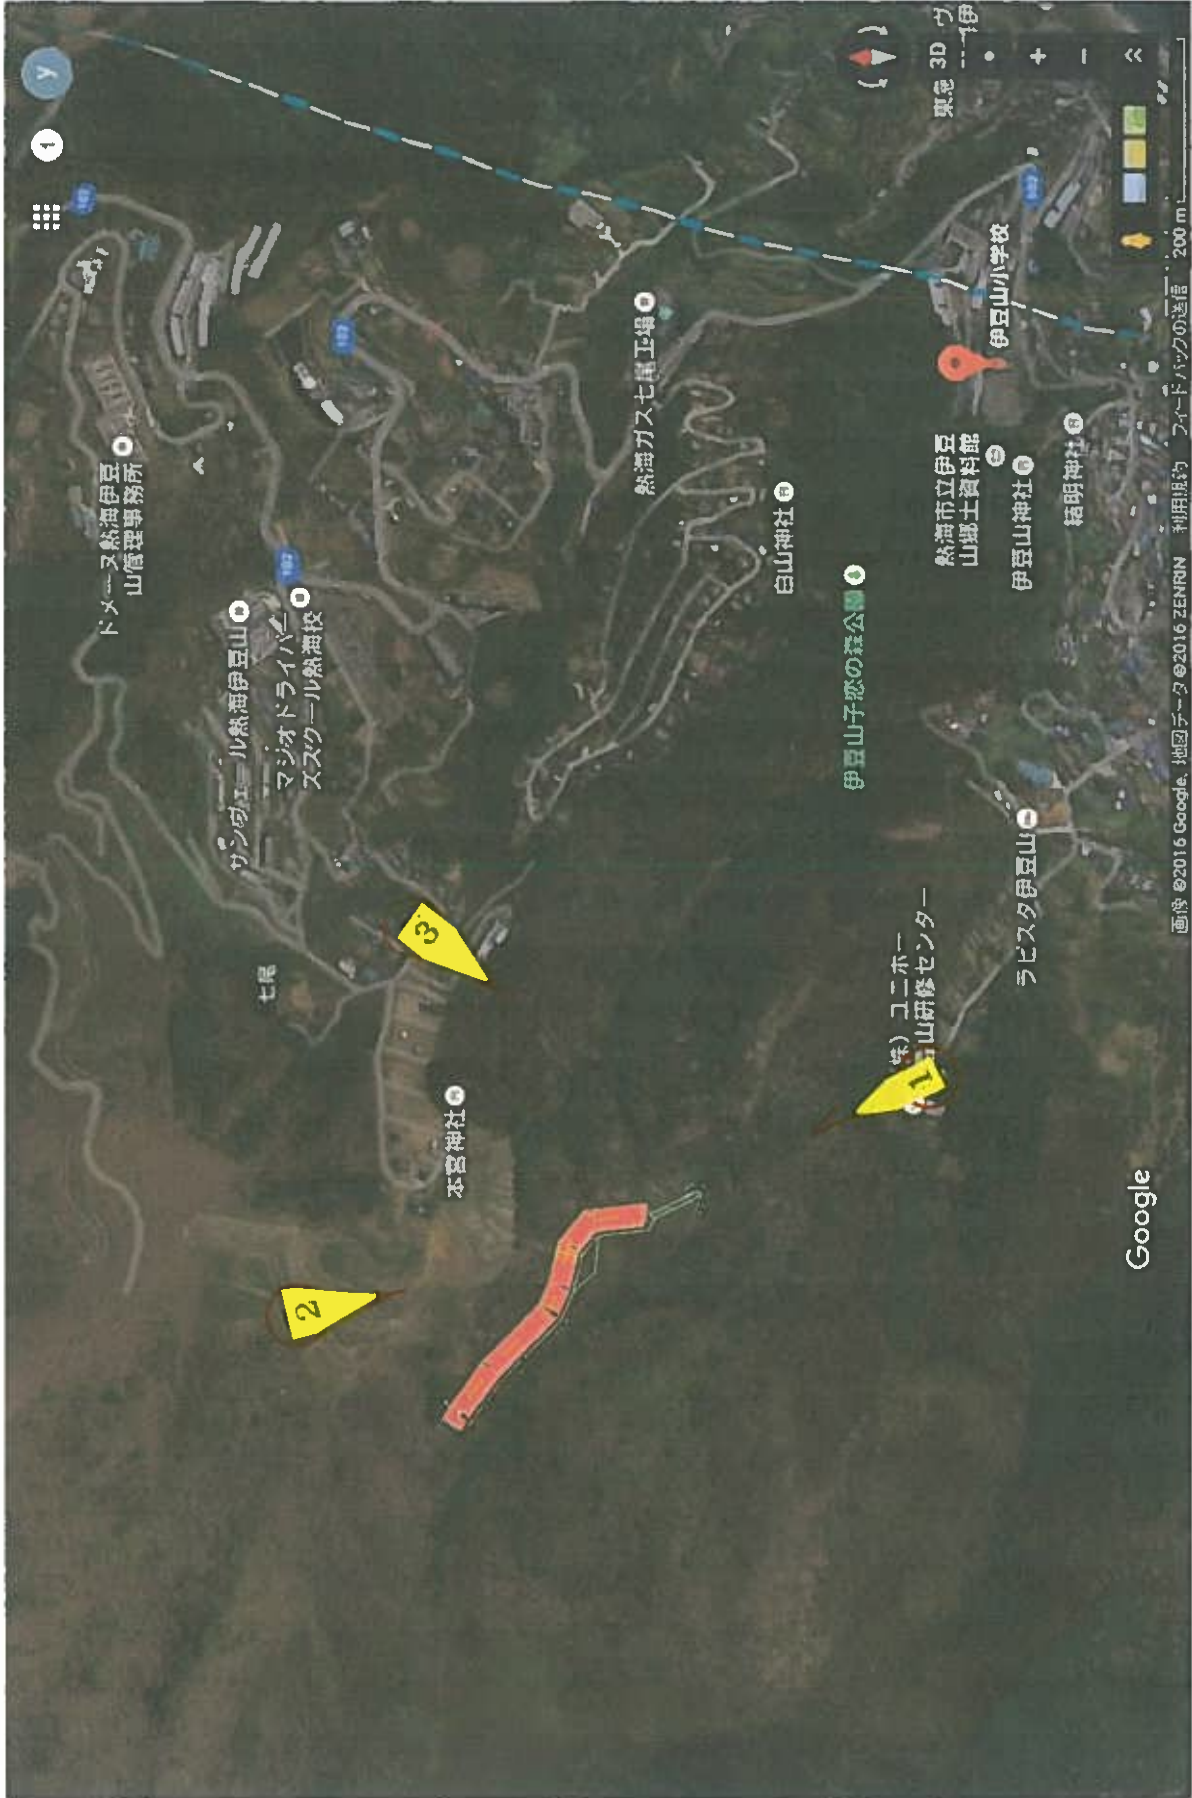 ドメーヌ熱海伊豆
山管理事務所
サンヴェール熱海伊豆山
マジオドライバー
ズスクール熱海校
七尾
3
2
本宮神社
熱海ガス七尾工場
白山神社
伊豆山子恋の森公園
伊豆山小学校
熱海市立伊豆
山郷土資料館
伊豆山神社
結明神社
株）ユニホー
山研修センター
1
ラビスタ伊豆山
東急 ヴ
3D
y
1
102
Google
画像 ©2016 Google、地図データ ©2016 ZENRIN 利用規約 フィードバックの送信 200 m